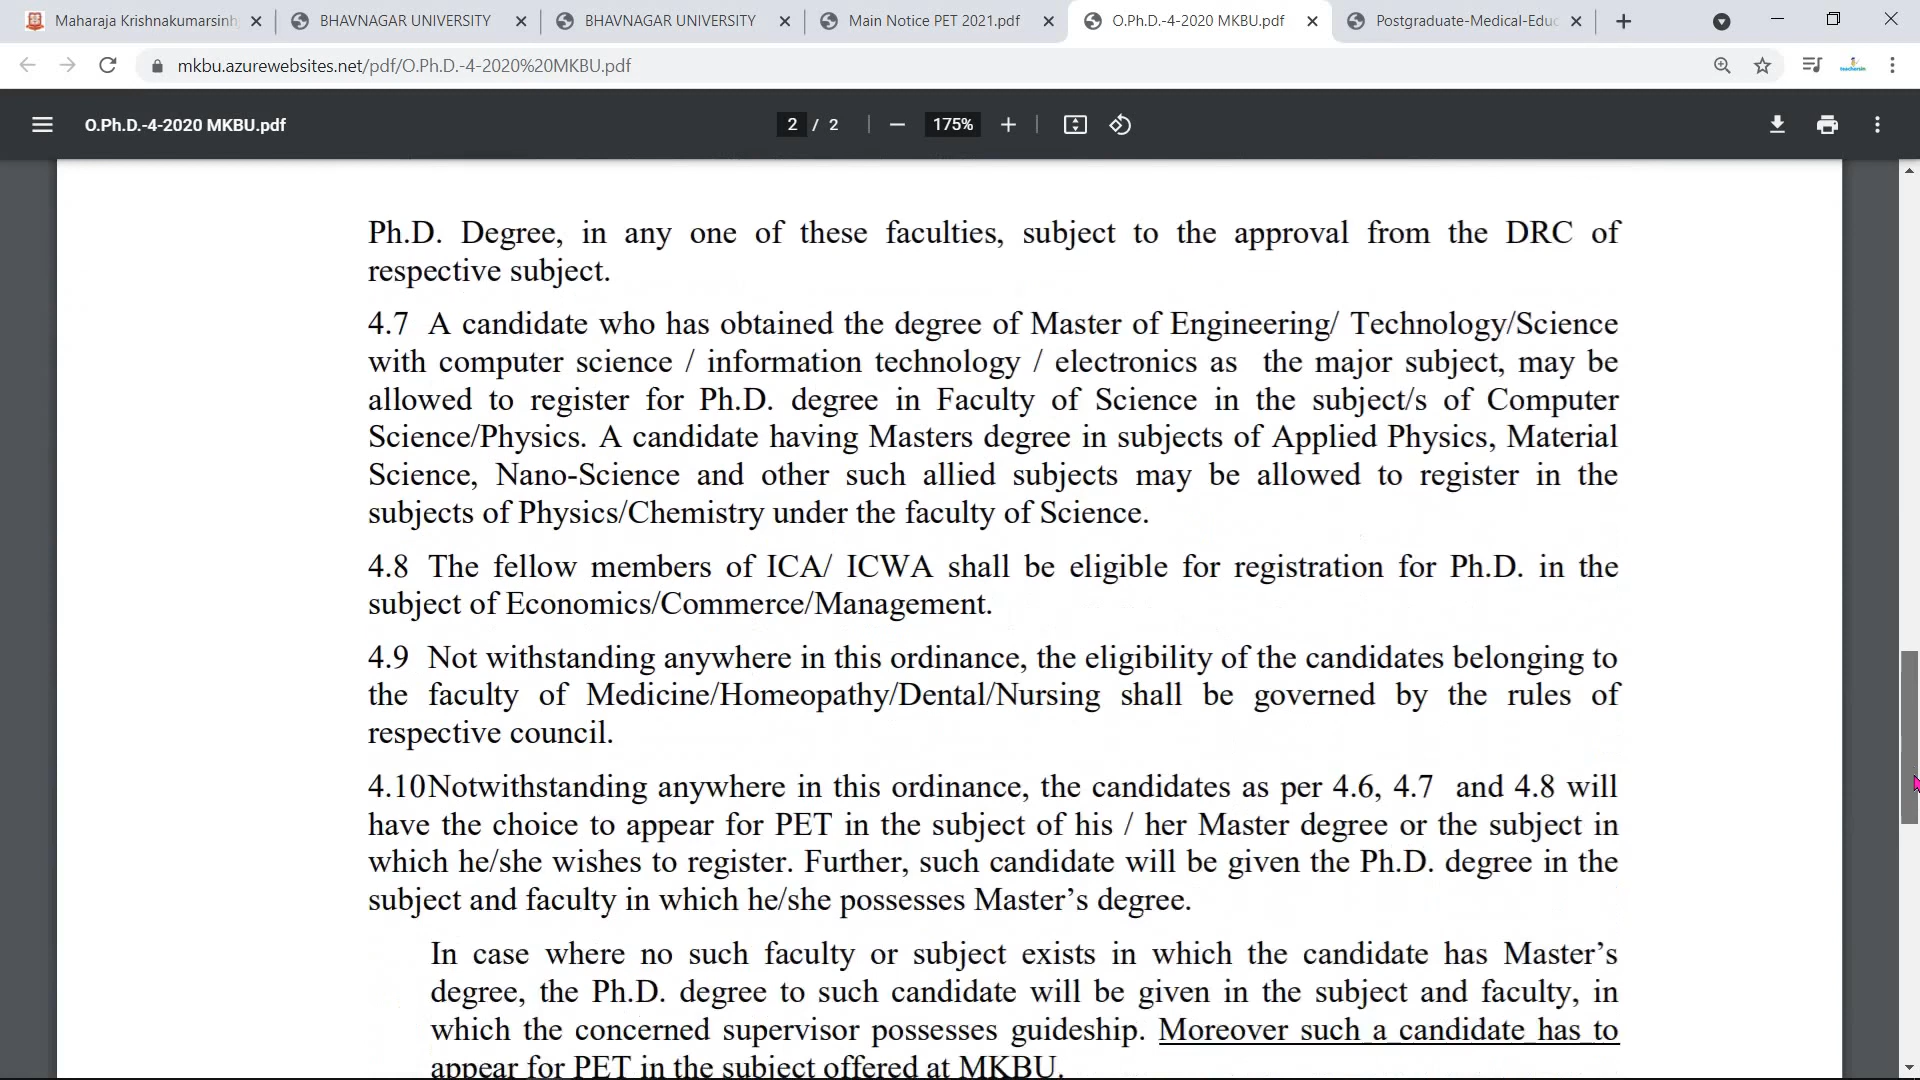 Maharaja Krishnakumarsinh
BHAVNAGAR UNIVERSITY
BHAVNAGAR UNIVERSITY
Main Notice PET 2021.pdf
O.Ph.D.-4-2020 MKBU.pdf
Postgraduate-Medical-Educ
mkbu.azurewebsites.net/pdf/O.Ph.D.-4-2020%20MKBU.pdf
O.Ph.D.-4-2020 MKBU.pdf
2 / 2
175%
Ph.D. Degree, in any one of these faculties, subject to the approval from the DRC of
respective subject.
4.7 A candidate who has obtained the degree of Master of Engineering/ Technology/Science
with computer science / information technology / electronics as the major subject, may be
allowed to register for Ph.D. degree in Faculty of Science in the subject/s of Computer
Science/Physics. A candidate having Masters degree in subjects of Applied Physics, Material
Science, Nano-Science and other such allied subjects may be allowed to register in the
subjects of Physics/Chemistry under the faculty of Science.
4.8 The fellow members of ICA/ ICWA shall be eligible for registration for Ph.D. in the
subject of Economics/Commerce/Management.
4.9 Not withstanding anywhere in this ordinance, the eligibility of the candidates belonging to
the faculty of Medicine/Homeopathy/Dental/Nursing shall be governed by the rules of
respective council.
4.10Notwithstanding anywhere in this ordinance, the candidates as per 4.6, 4.7 and 4.8 will
have the choice to appear for PET in the subject of his / her Master degree or the subject in
which he/she wishes to register. Further, such candidate will be given the Ph.D. degree in the
subject and faculty in which he/she possesses Master’s degree.
In case where no such faculty or subject exists in which the candidate has Master’s
degree, the Ph.D. degree to such candidate will be given in the subject and faculty, in
which the concerned supervisor possesses guideship. Moreover such a candidate has to
appear for PET in the subject offered at MKBU.